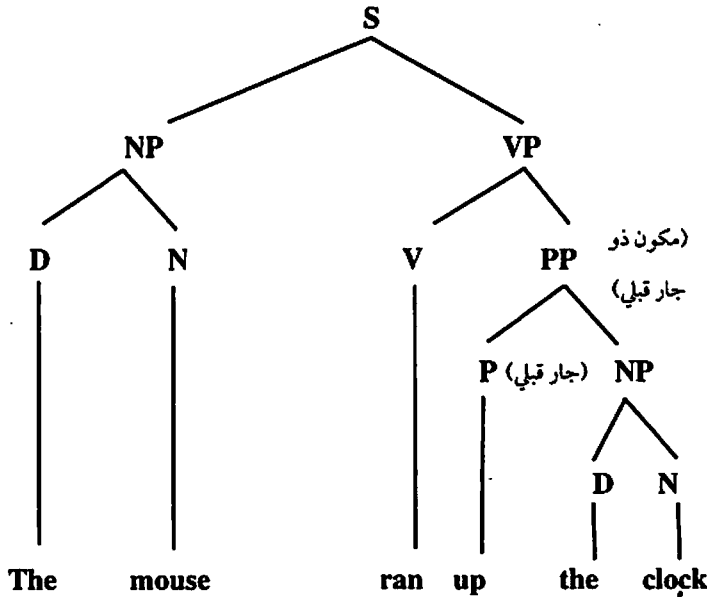 S
NP VP
D N V PP (مكون ذو
جار قبلي)
P (جار قبلي) NP
D N
The mouse ran up the clock